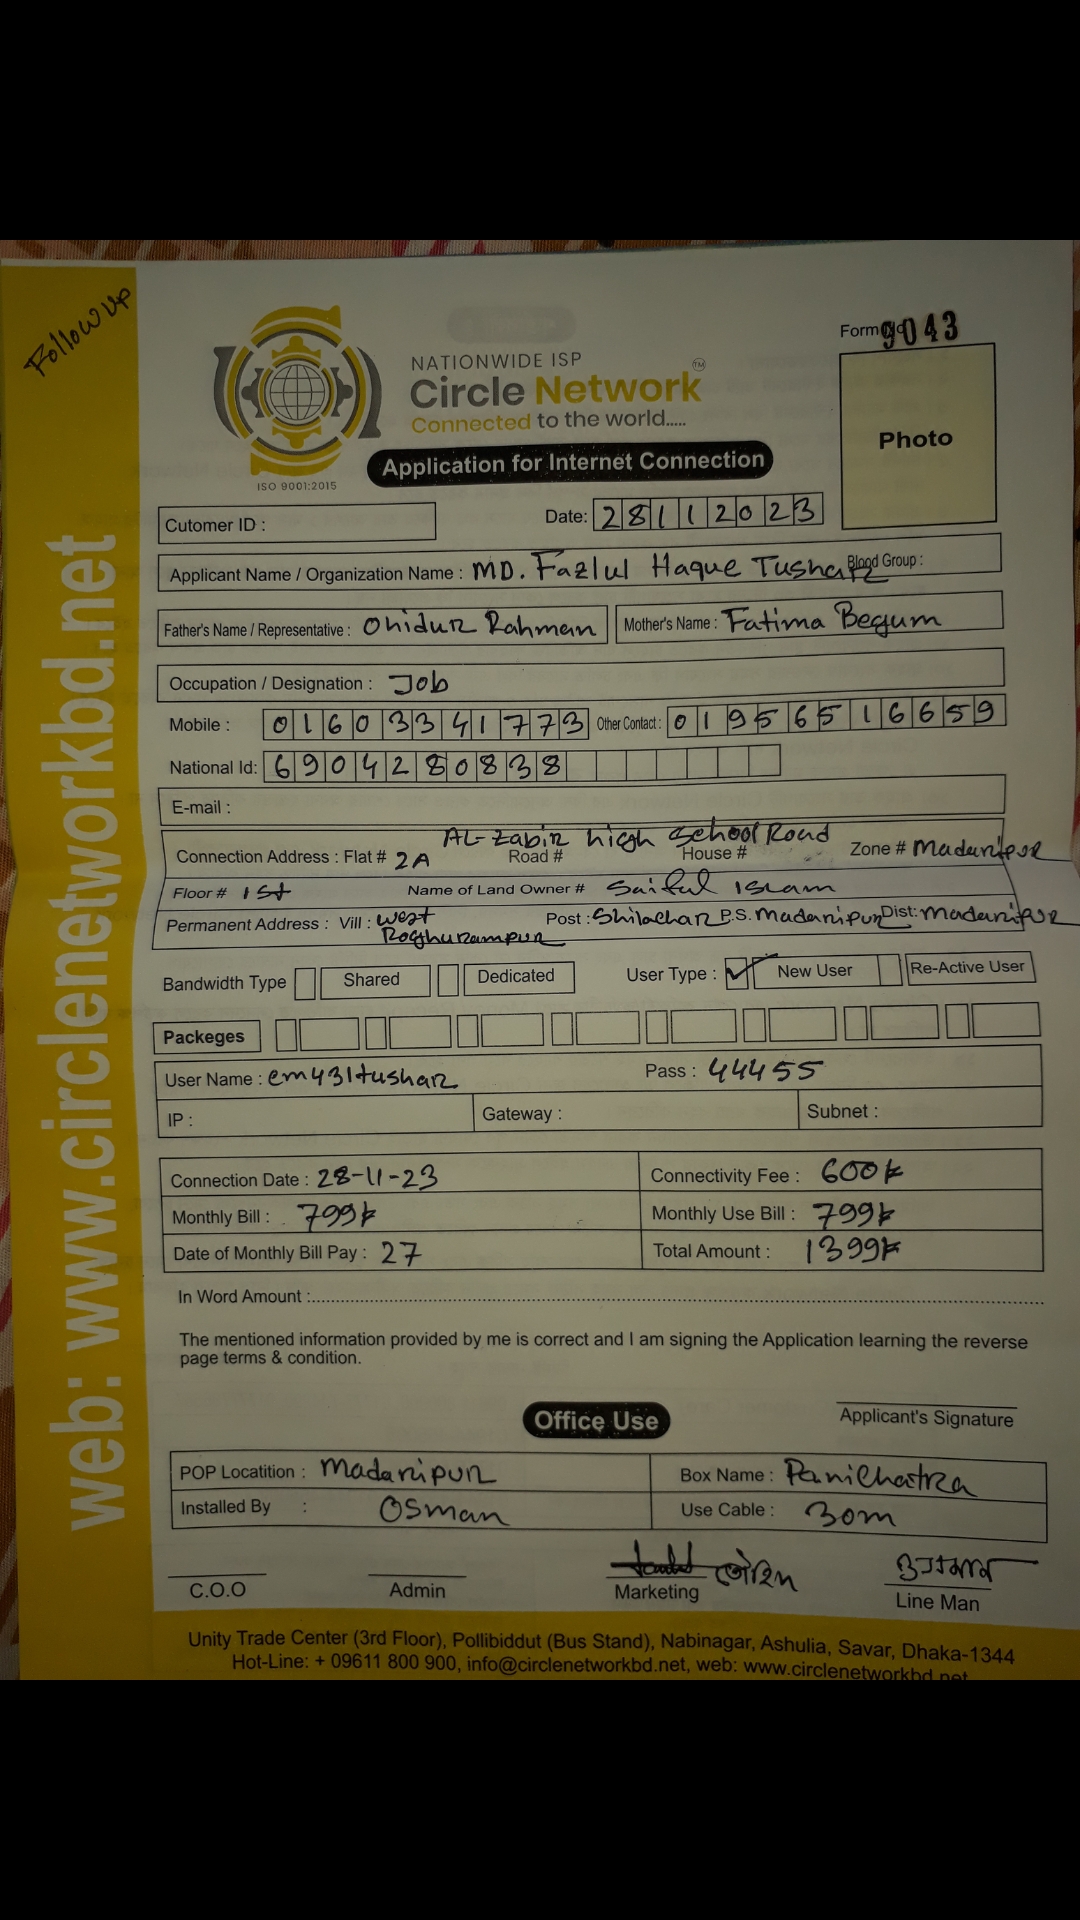 Follow Up
Form 9043
NATIONWIDE ISP
Circle Network TM
Connected to the world.....
ISO 9001:2015
Application for Internet Connection
Photo
Cutomer ID :
Date: 28112023
Applicant Name / Organization Name : MD. Fazlul Haque Tushar Blood Group :
Father's Name / Representative : Ohidur Rahman Mother's Name : Fatima Begum
Occupation / Designation : Job
Mobile : 01603341773 Other Contact : 01956516659
National Id: 6904280838
E-mail :
AL-Zabir high School Road
Connection Address : Flat # 2A Road # House # Zone # Madaripur
Floor # 1st Name of Land Owner # Saiful Islam
Permanent Address : Vill : West Post : Shilachar P.S. Madaripur Dist: Madaripur
Roghurampur
Bandwidth Type Shared Dedicated User Type : ✓ New User Re-Active User
Packeges
User Name : em431tushar Pass : 44455
IP : Gateway : Subnet :
Connection Date : 28-11-23 Connectivity Fee : 600৳
Monthly Bill : 799৳ Monthly Use Bill : 799৳
Date of Monthly Bill Pay : 27 Total Amount : 1399৳
In Word Amount :
The mentioned information provided by me is correct and I am signing the Application learning the reverse
page terms & condition.
Applicant's Signature
Office Use
POP Locatition : Madaripur Box Name : Panichatra
Installed By : Osman Use Cable : 30m
ওসমান
C.O.O Admin Marketing Line Man
Unity Trade Center (3rd Floor), Pollibiddut (Bus Stand), Nabinagar, Ashulia, Savar, Dhaka-1344
Hot-Line: + 09611 800 900, info@circlenetworkbd.net, web: www.circlenetworkbd.net
web: www.circlenetworkbd.net